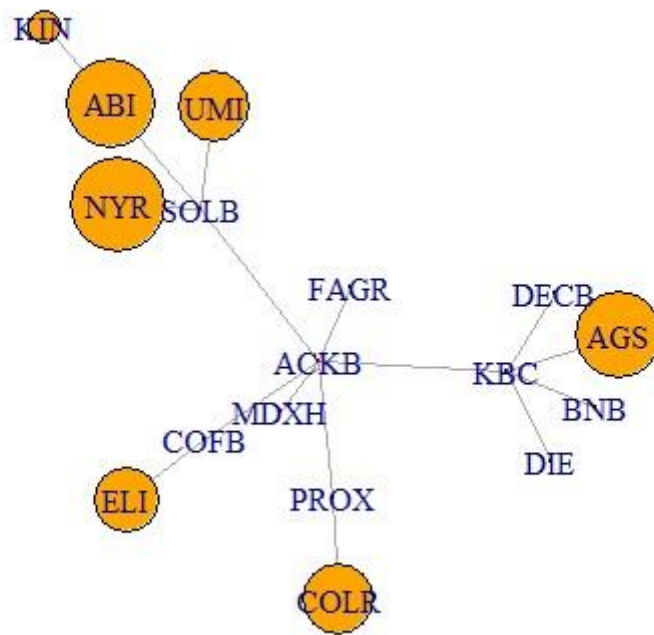 KIN
ABI
UMI
NYR
SOLB
FAGR
DECB
AGS
ACKB
KBC
MDXH
BNB
COFB
DIE
ELI
PROX
COLR